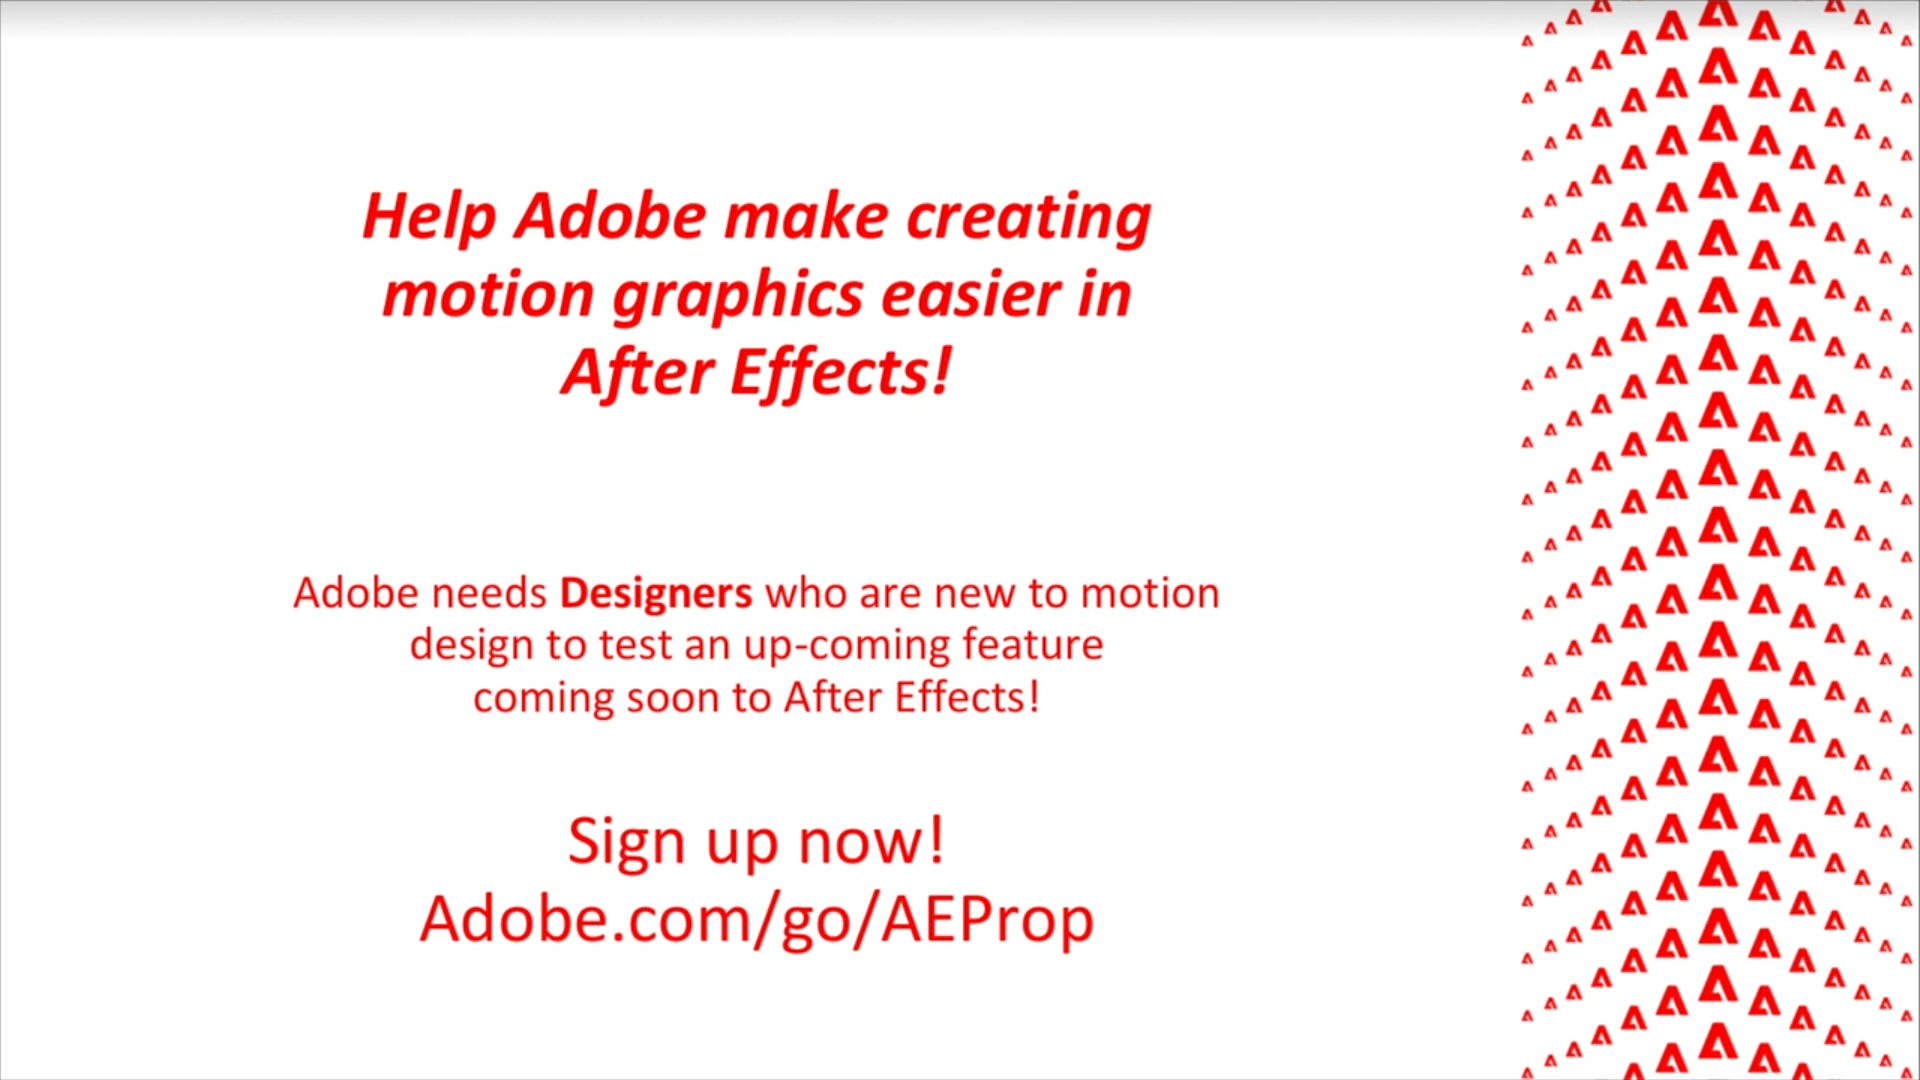 Help Adobe make creating
motion graphics easier in
After Effects!
Adobe needs Designers who are new to motion
design to test an up-coming feature
coming soon to After Effects!
Sign up now!
Adobe.com/go/AEProp